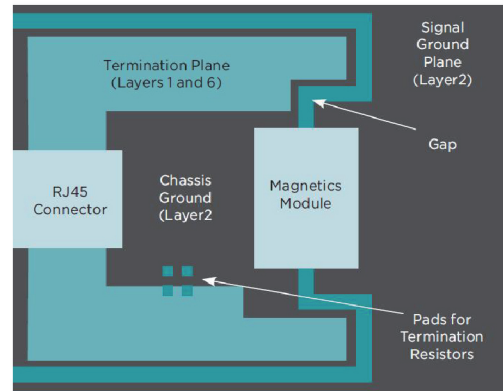 Signal
Ground
Plane
(Layer2)
Termination Plane
(Layers 1 and 6)
Gap
RJ45
Connector
Chassis
Ground
(Layer2
Magnetics
Module
Pads for
Termination
Resistors